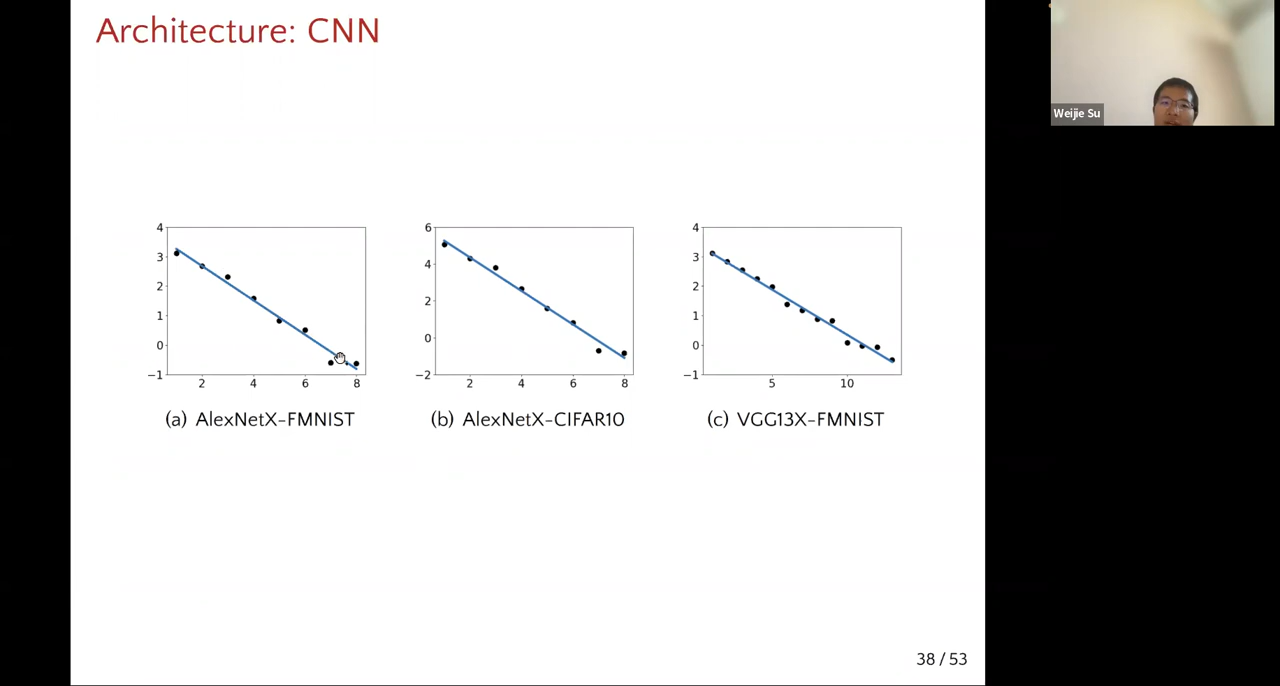 Architecture: CNN
Weijie Su
4
3
2
1
0
−1
2 4 6 8
(a) AlexNetX-FMNIST
6
4
2
0
−2
2 4 6 8
(b) AlexNetX-CIFAR10
4
3
2
1
0
−1
5 10
(c) VGG13X-FMNIST
38 / 53